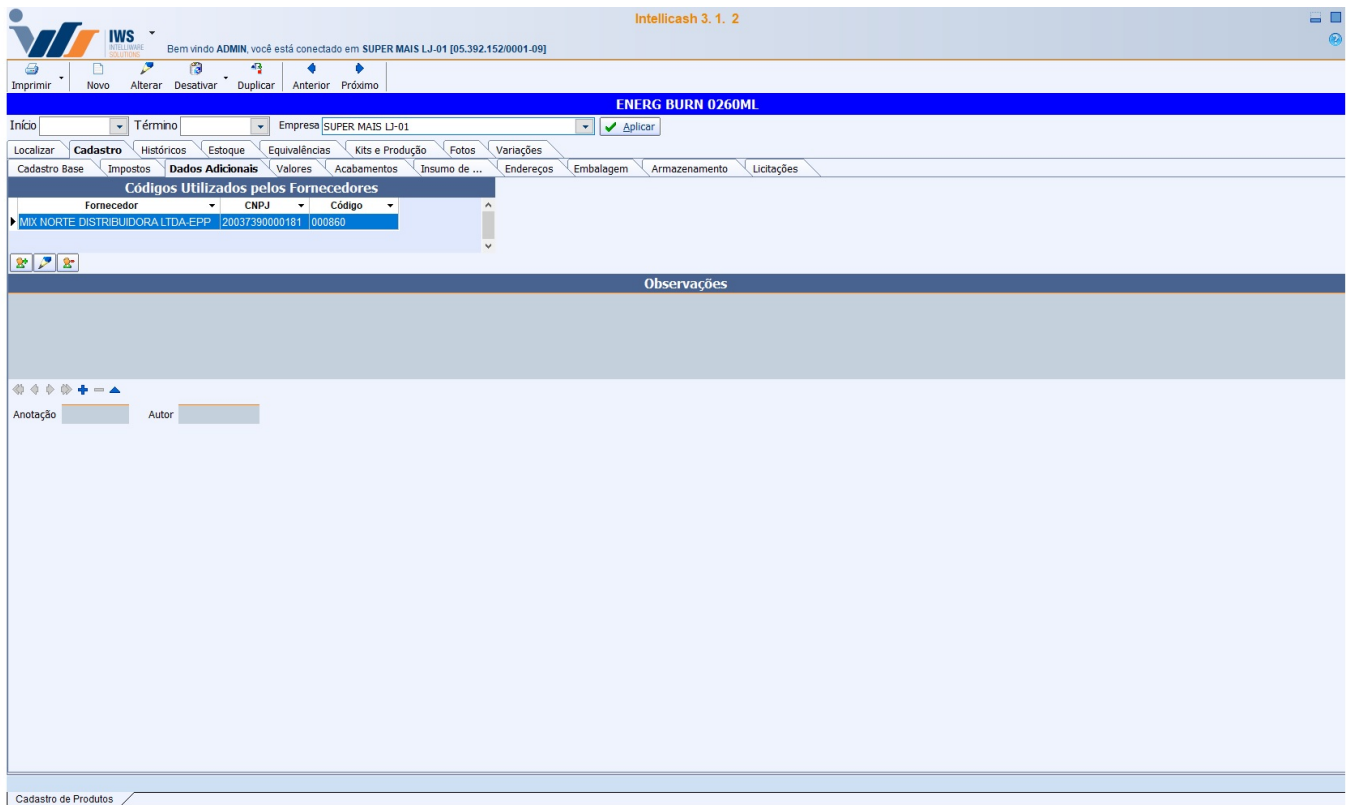 Intellicash 3. 1. 2
IWS
INTELLIWARE
SOLUTIONS
Bem vindo ADMIN, você está conectado em SUPER MAIS LJ-01 [05.392.152/0001-09]
Imprimir Novo Alterar Desativar Duplicar Anterior Próximo
ENERG BURN 0260ML
Início Término Empresa SUPER MAIS LJ-01 Aplicar
Localizar Cadastro Históricos Estoque Equivalências Kits e Produção Fotos Variações
Cadastro Base Impostos Dados Adicionais Valores Acabamentos Insumo de ... Endereços Embalagem Armazenamento Licitações
Códigos Utilizados pelos Fornecedores
Fornecedor CNPJ Código
MIX NORTE DISTRIBUIDORA LTDA-EPP 20037390000181 000860
Observações
Anotação Autor
Cadastro de Produtos